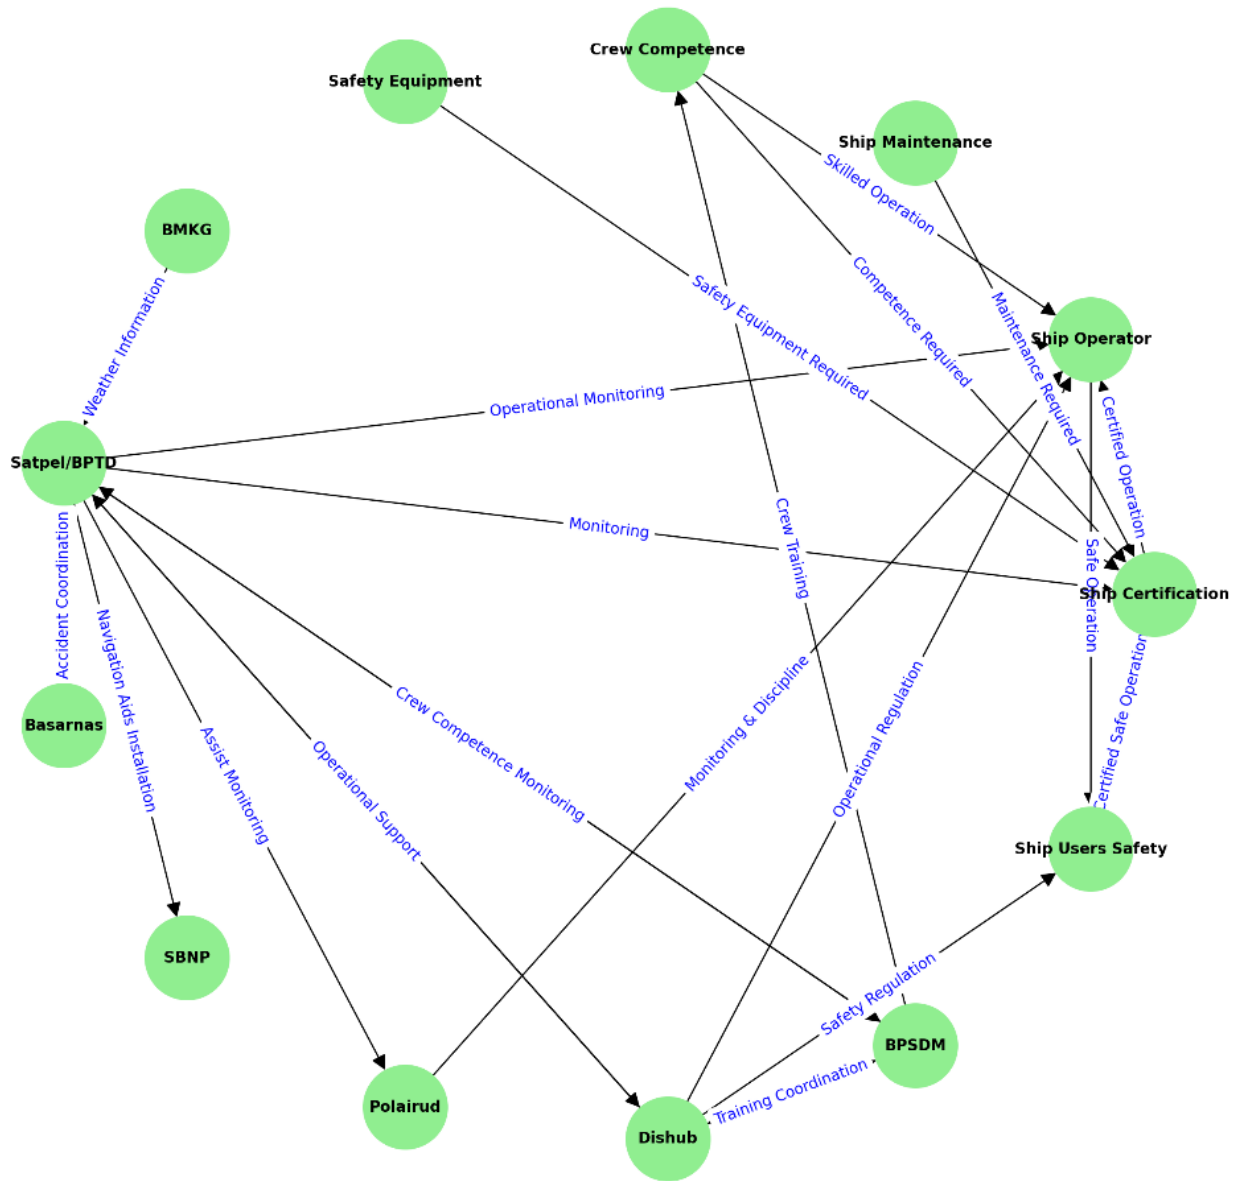 Crew Competence
Safety Equipment
Ship Maintenance
Skilled Operation
BMKG
Weather Information
Safety Equipment Required
Competence Required
Maintenance Required
Ship Operator
Operational Monitoring
Certified Operation
Satpel/BPTD
Monitoring
Crew Training
Safe Operation
Ship Certification
Accident Coordination
Navigation Aids Installation
Basarnas
Assist Monitoring
Operational Support
Crew Competence Monitoring
Monitoring & Discipline
Operational Regulation
Certified Safe Operation
Ship Users Safety
SBNP
Safety Regulation
BPSDM
Training Coordination
Polairud
Dishub